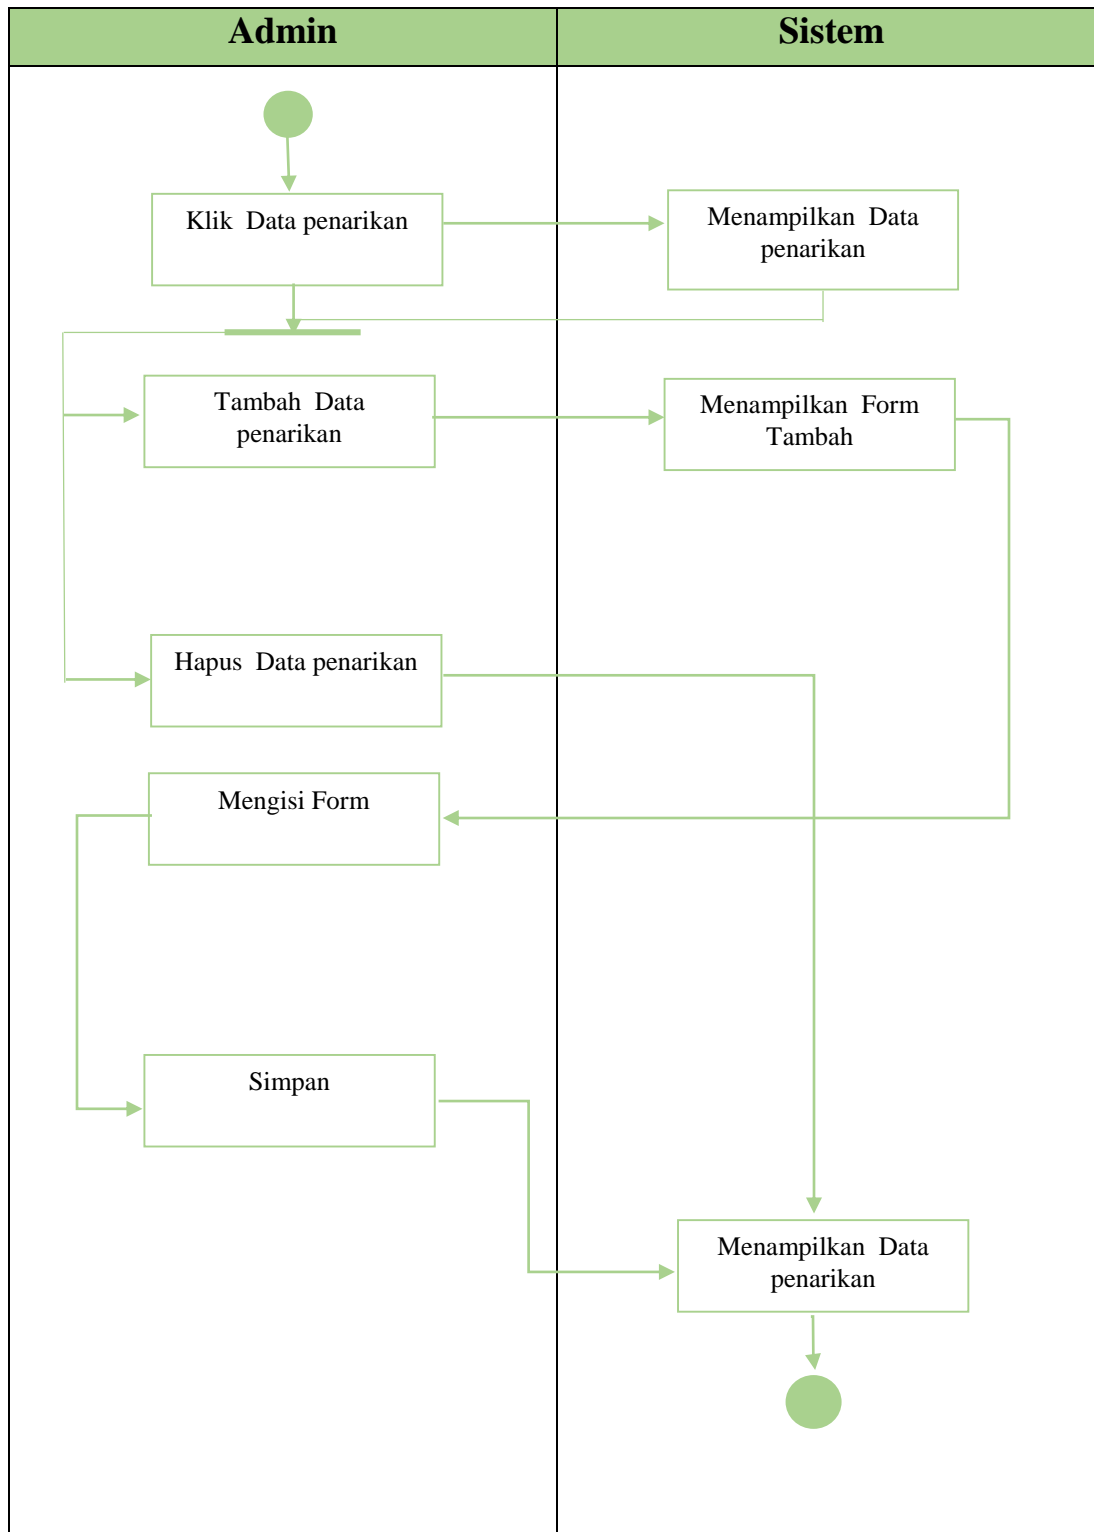 Admin
Sistem
Klik Data penarikan
Menampilkan Data
penarikan
Tambah Data
penarikan
Menampilkan Form
Tambah
Hapus Data penarikan
Mengisi Form
Simpan
Menampilkan Data
penarikan